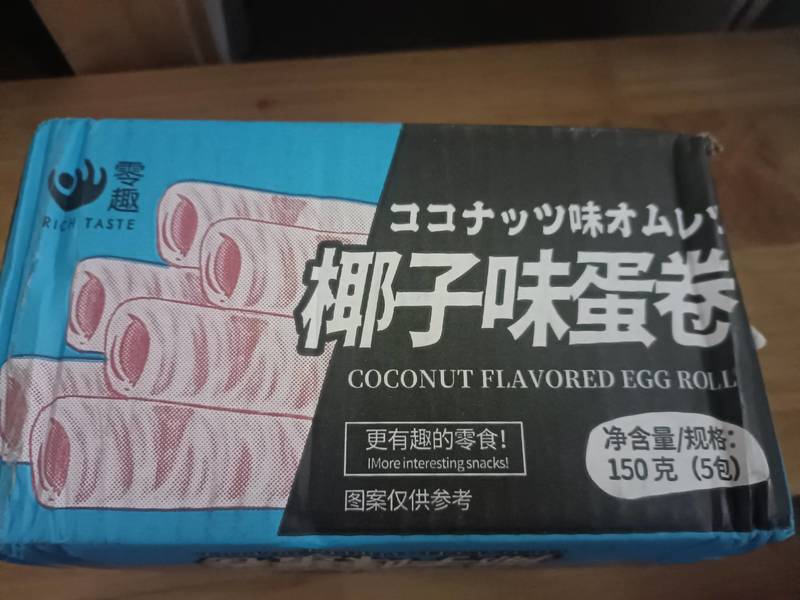 零趣
RICH TASTE
ココナッツ味オムレツ
椰子味蛋卷
COCONUT FLAVORED EGG ROLL
更有趣的零食!
IMore interesting snacks!
图案仅供参考
净含量/规格:
150克(5包)